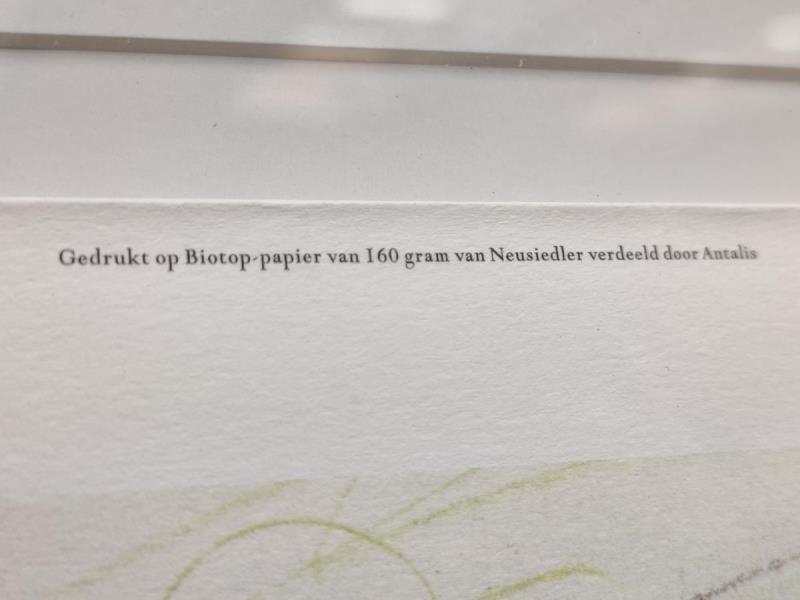 Gedrukt op Biotop-papier van 160 gram van Neusiedler verdeeld door Antalis